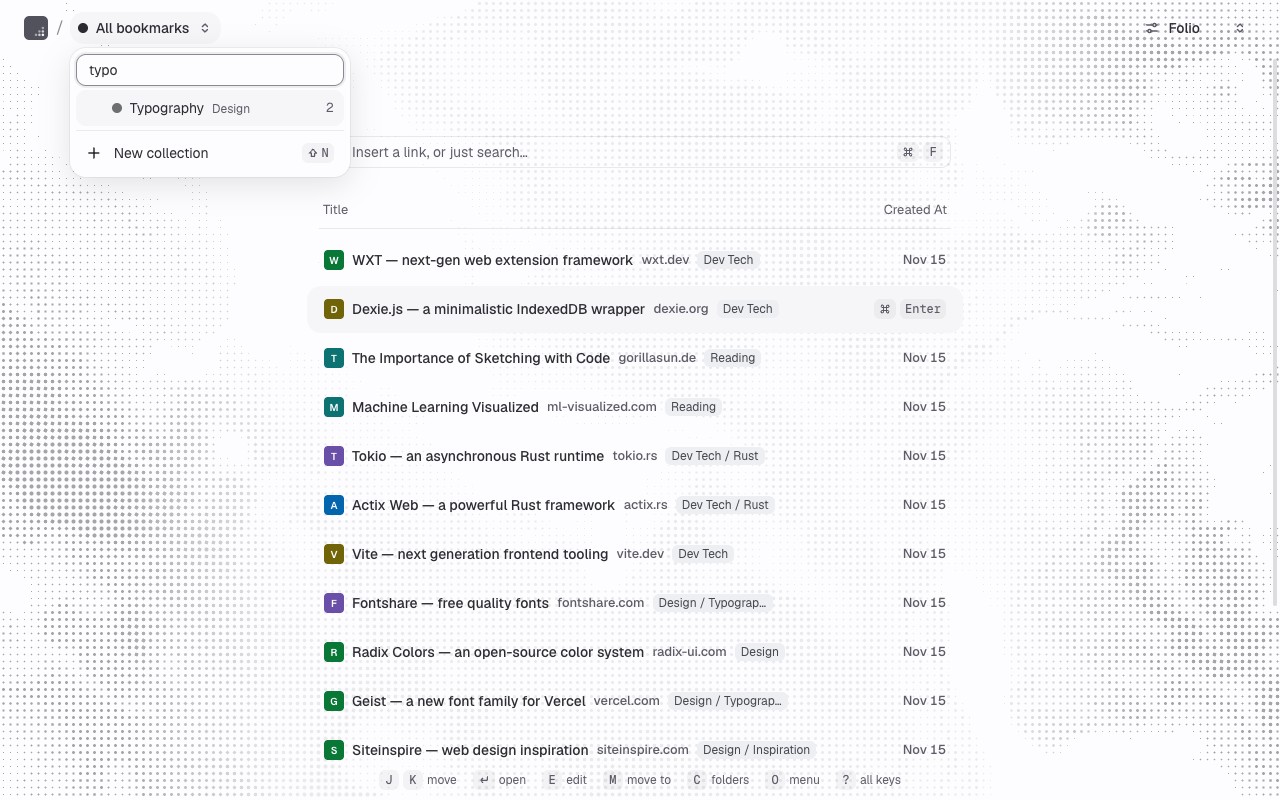 / All bookmarks
Folio
typo
Typography Design 2
New collection ⇧ N
Insert a link, or just search… ⌘ F
Title Created At
W WXT — next-gen web extension framework wxt.dev Dev Tech Nov 15
D Dexie.js — a minimalistic IndexedDB wrapper dexie.org Dev Tech ⌘ Enter
T The Importance of Sketching with Code gorillasun.de Reading Nov 15
M Machine Learning Visualized ml-visualized.com Reading Nov 15
T Tokio — an asynchronous Rust runtime tokio.rs Dev Tech / Rust Nov 15
A Actix Web — a powerful Rust framework actix.rs Dev Tech / Rust Nov 15
V Vite — next generation frontend tooling vite.dev Dev Tech Nov 15
F Fontshare — free quality fonts fontshare.com Design / Typograp… Nov 15
R Radix Colors — an open-source color system radix-ui.com Design Nov 15
G Geist — a new font family for Vercel vercel.com Design / Typograp… Nov 15
S Siteinspire — web design inspiration siteinspire.com Design / Inspiration Nov 15
J K move ↵ open E edit M move to C folders O menu ? all keys